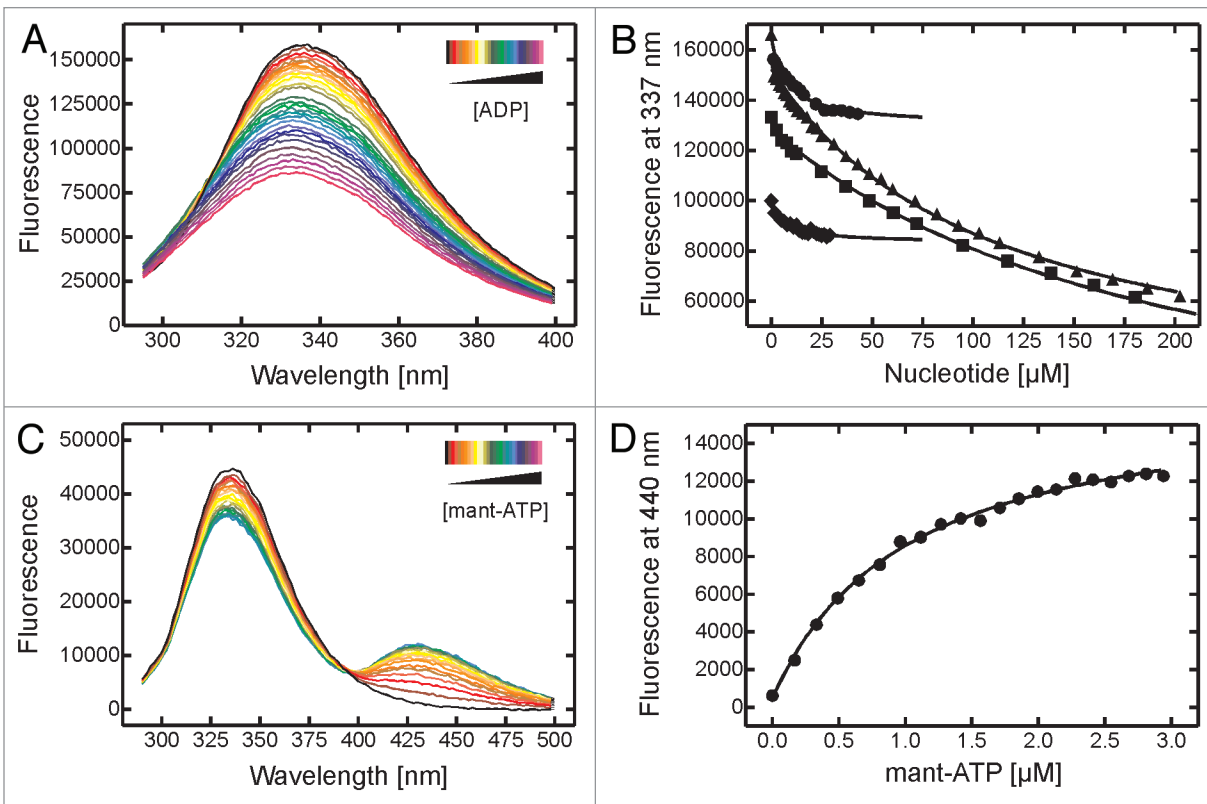 A
150000
125000
100000
75000
50000
25000
0
Fluorescence
[ADP]
300 320 340 360 380 400
Wavelength [nm]
B
160000
140000
120000
100000
80000
60000
Fluorescence at 337 nm
0 25 50 75 100 125 150 175 200
Nucleotide [µM]
C
50000
40000
30000
20000
10000
0
Fluorescence
[mant-ATP]
300 325 350 375 400 425 450 475 500
Wavelength [nm]
D
14000
12000
10000
8000
6000
4000
2000
0
Fluorescence at 440 nm
0.0 0.5 1.0 1.5 2.0 2.5 3.0
mant-ATP [µM]